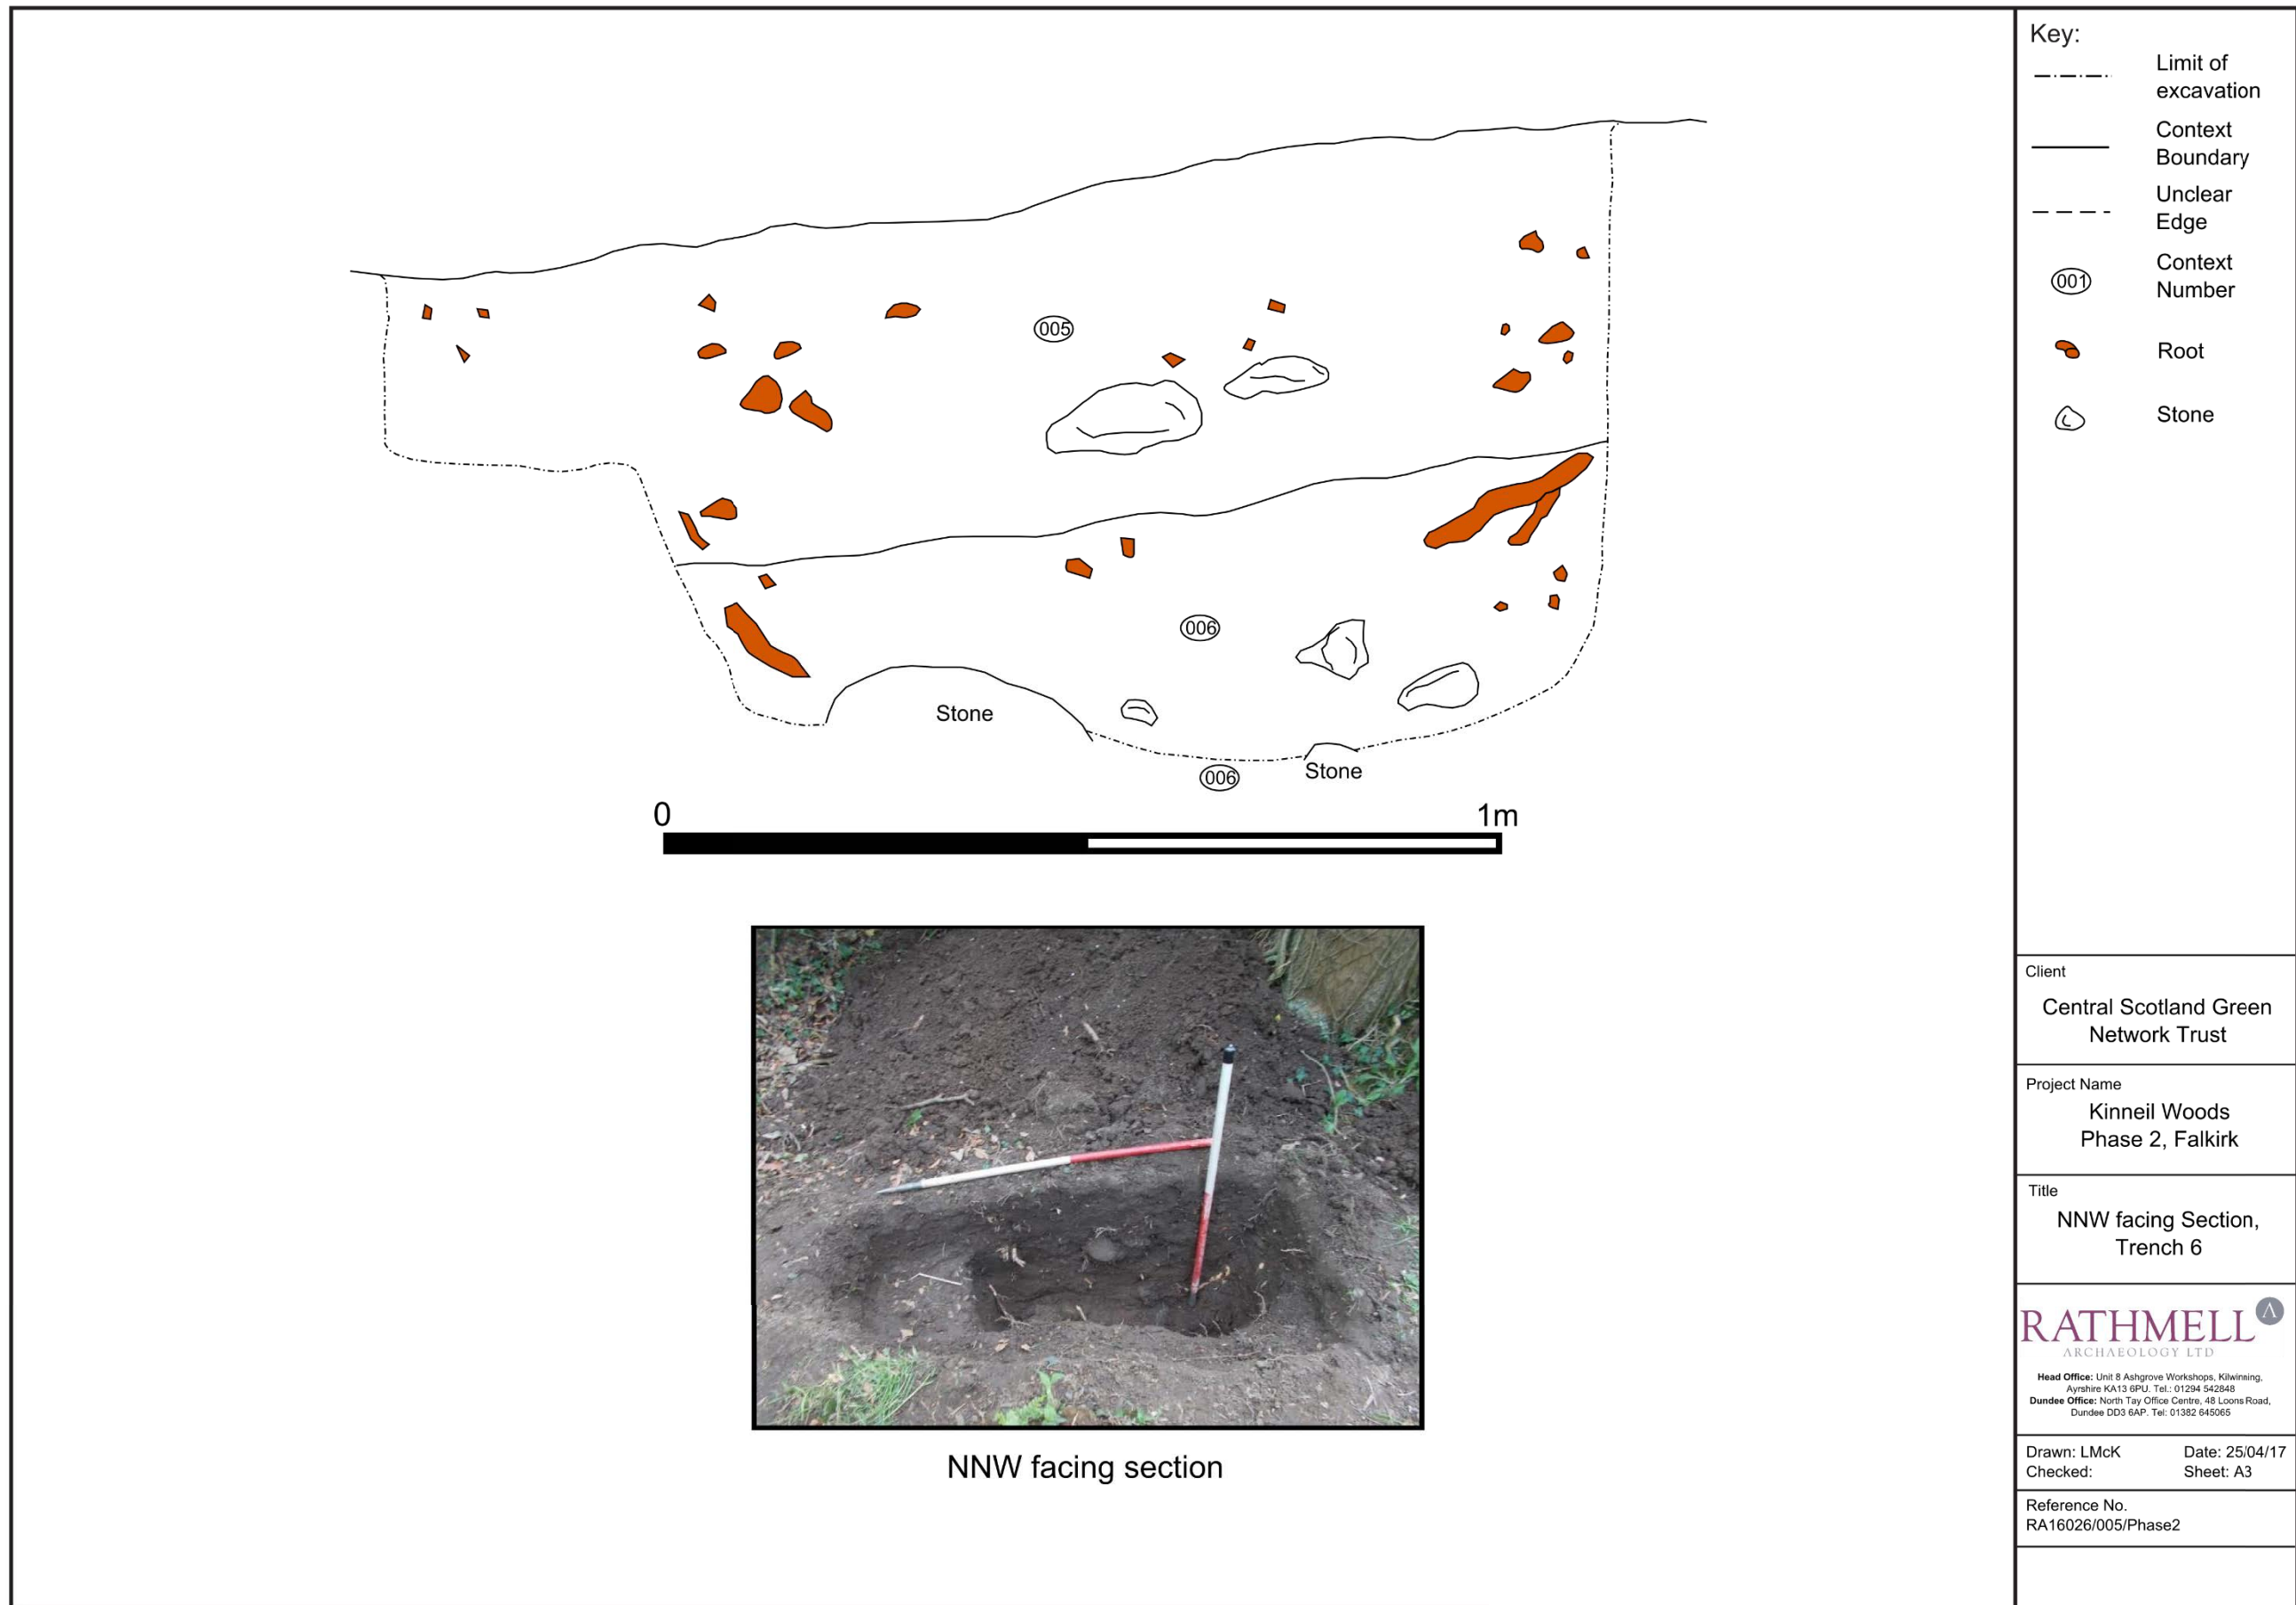 005
006
Stone
Stone
006
0
1m
NNW facing section
Key:
Limit of
excavation
Context
Boundary
Unclear
Edge
001
Context
Number
Root
Stone
Client
Central Scotland Green
Network Trust
Project Name
Kinneil Woods
Phase 2, Falkirk
Title
NNW facing Section,
Trench 6
RATHMELL
ARCHAEOLOGY LTD
Head Office: Unit 8 Ashgrove Workshops, Kilwinning,
Ayrshire KA13 6PU. Tel.: 01294 542848
Dundee Office: North Tay Office Centre, 48 Loons Road,
Dundee DD3 6AP. Tel: 01382 645065
Drawn: LMcK Date: 25/04/17
Checked: Sheet: A3
Reference No.
RA16026/005/Phase2